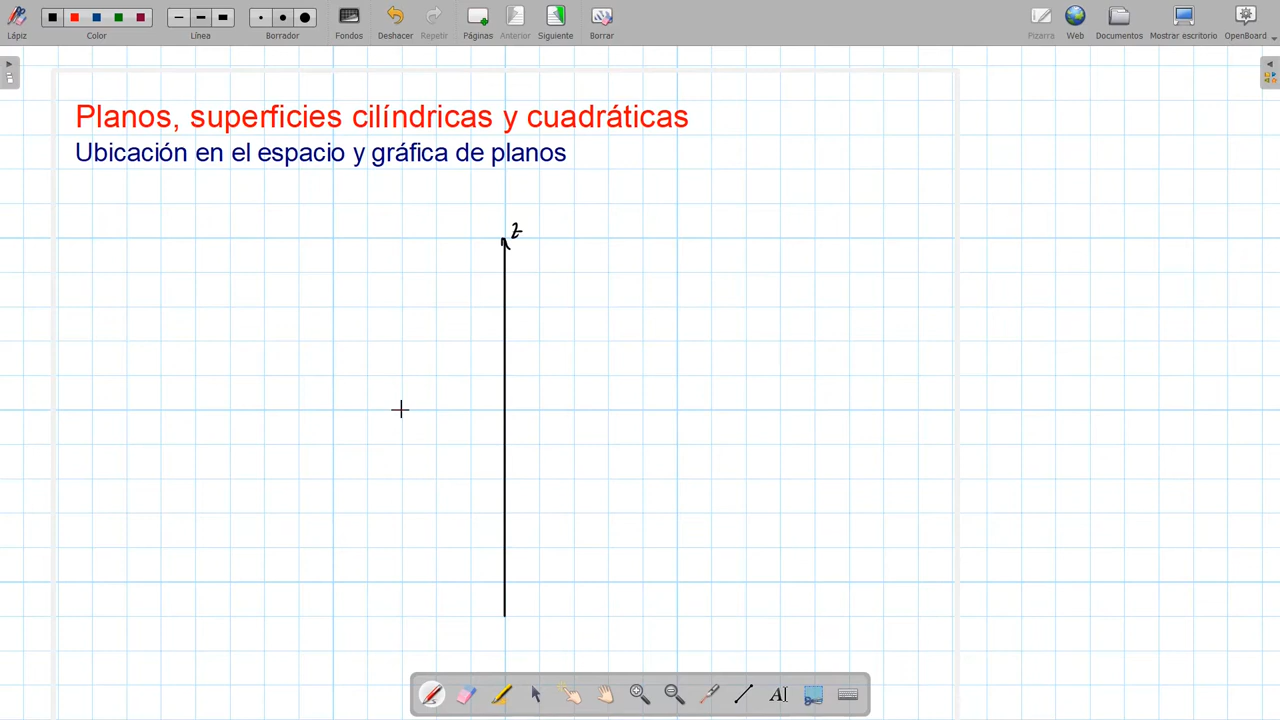 Lápiz Color Línea Borrador Fondos Deshacer Repetir Páginas Anterior Siguiente Borrar Pizarra Web Documentos Mostrar escritorio OpenBoard
Planos, superficies cilíndricas y cuadráticas
Ubicación en el espacio y gráfica de planos
z
AI